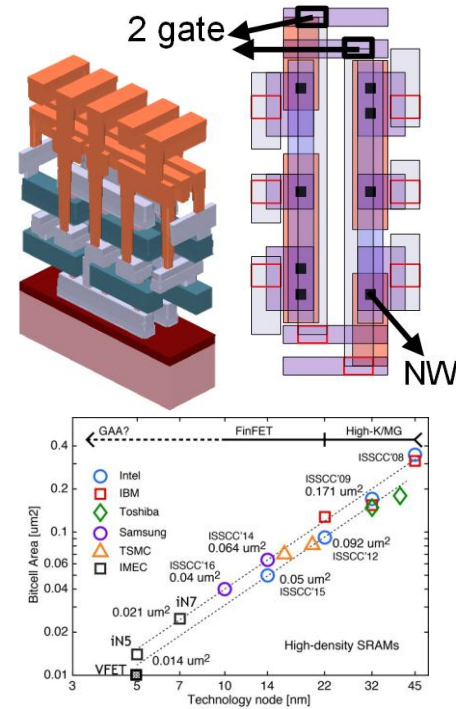 2 gate
NW
GAA?
FinFET
High-K/MG
0.4
0.2
0.1
0.08
0.06
0.04
0.02
0.01
Bitcell Area [um2]
Intel
IBM
Toshiba
Samsung
TSMC
IMEC
ISSCC'08
ISSCC'09
0.171 um²
ISSCC'14
0.064 um²
ISSCC'16
0.04 um²
0.092 um²
ISSCC'12
0.05 um²
ISSCC'15
0.021 um²
iN7
iN5
0.014 um²
VFET
High-density SRAMs
3 5 7 10 14 22 32 45
Technology node [nm]